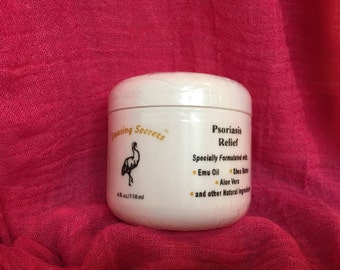 Amazing Secrets™
4 fl oz/118 ml
Psoriasis
Relief
Specially Formulated with...
Emu Oil • Shea Butter
• Aloe Vera
• and other Natural Ingredients